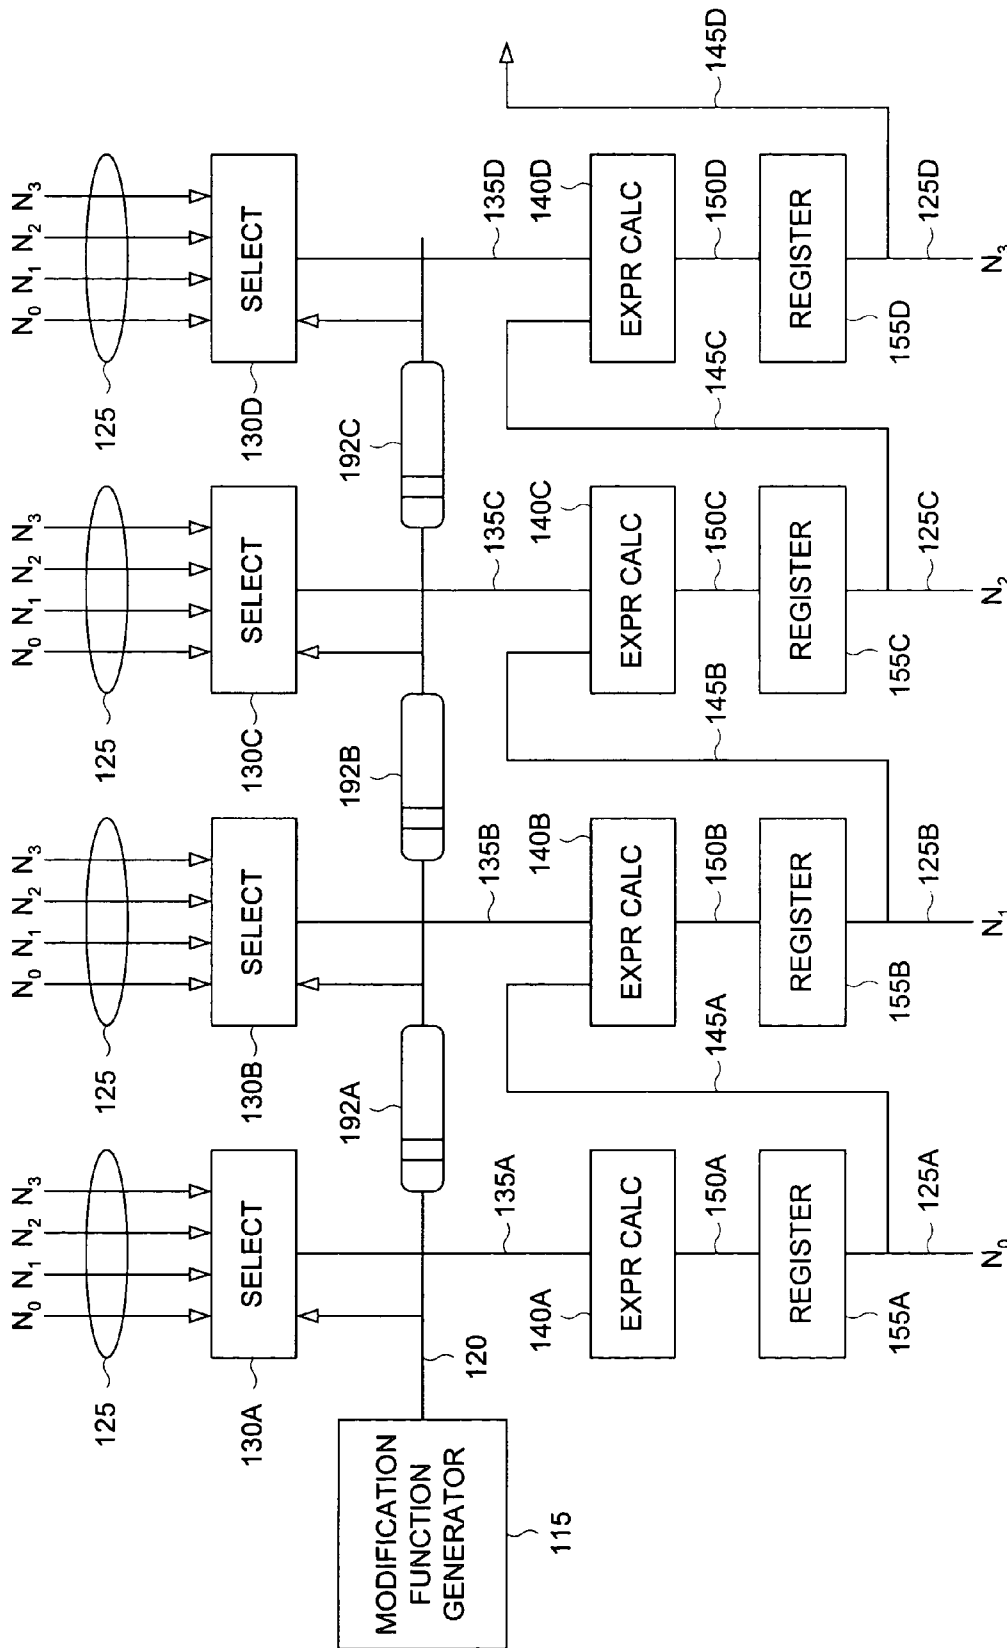 N₀ N₁ N₂ N₃
125
SELECT
130A
N₀ N₁ N₂ N₃
125
SELECT
130B
N₀ N₁ N₂ N₃
125
SELECT
130C
N₀ N₁ N₂ N₃
125
SELECT
130D
MODIFICATION
FUNCTION
GENERATOR
115
120
192A
192B
192C
135A
135B
135C
135D
140A
EXPR CALC
140B
EXPR CALC
140C
EXPR CALC
140D
EXPR CALC
145A
145B
145C
145D
150A
150B
150C
150D
REGISTER
155A
REGISTER
155B
REGISTER
155C
REGISTER
155D
125A
125B
125C
125D
N₀
N₁
N₂
N₃